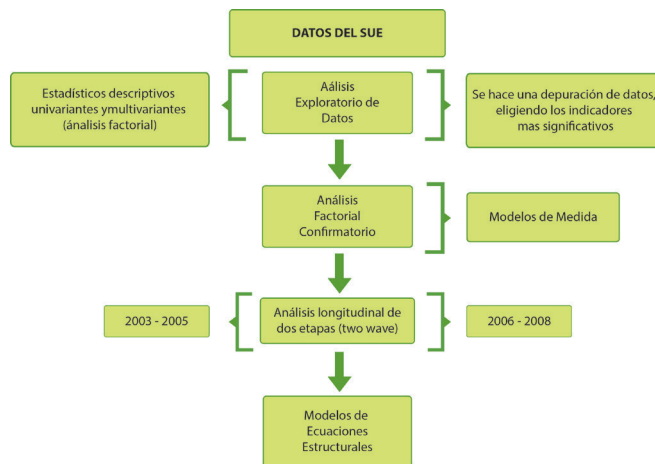 DATOS DEL SUE
Estadísticos descriptivos
univariantes ymultivariantes
(ánalisis factorial)
Aálisis
Exploratorio de
Datos
Se hace una depuración de datos,
eligiendo los indicadores
mas significativos
Análisis
Factorial
Confirmatorio
Modelos de Medida
2003 - 2005
Análisis longitudinal de
dos etapas (two wave)
2006 - 2008
Modelos de
Ecuaciones
Estructurales